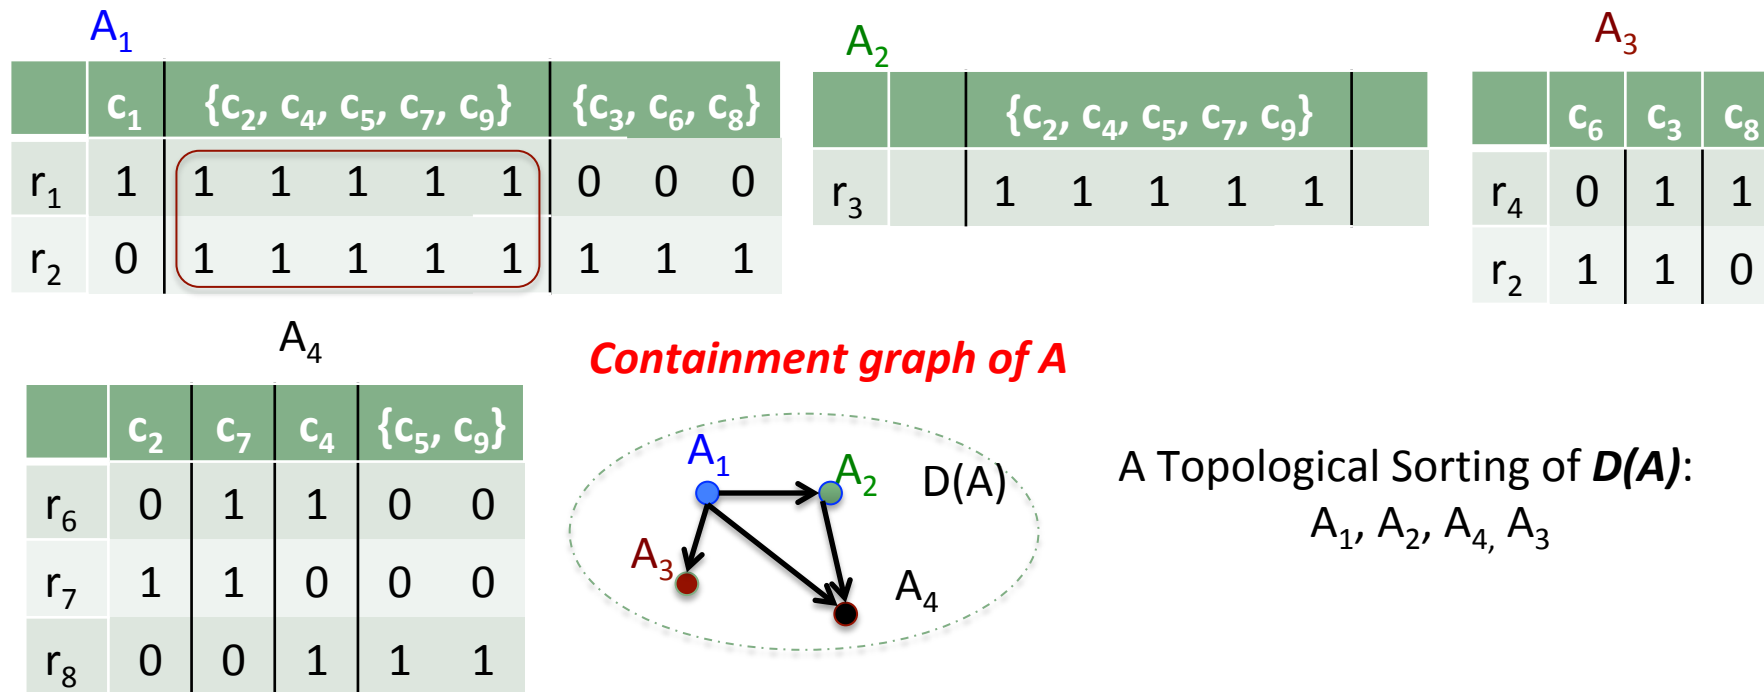 A1
c1 {c2, c4, c5, c7, c9} {c3, c6, c8}
r1 1 1 1 1 1 1 0 0 0
r2 0 1 1 1 1 1 1 1 1
A2
{c2, c4, c5, c7, c9}
r3 1 1 1 1 1
A3
c6 c3 c8
r4 0 1 1
r2 1 1 0
A4
c2 c7 c4 {c5, c9}
r6 0 1 1 0 0
r7 1 1 0 0 0
r8 0 0 1 1 1
Containment graph of A
A1
A2
D(A)
A3
A4
A Topological Sorting of D(A):
A1, A2, A4, A3